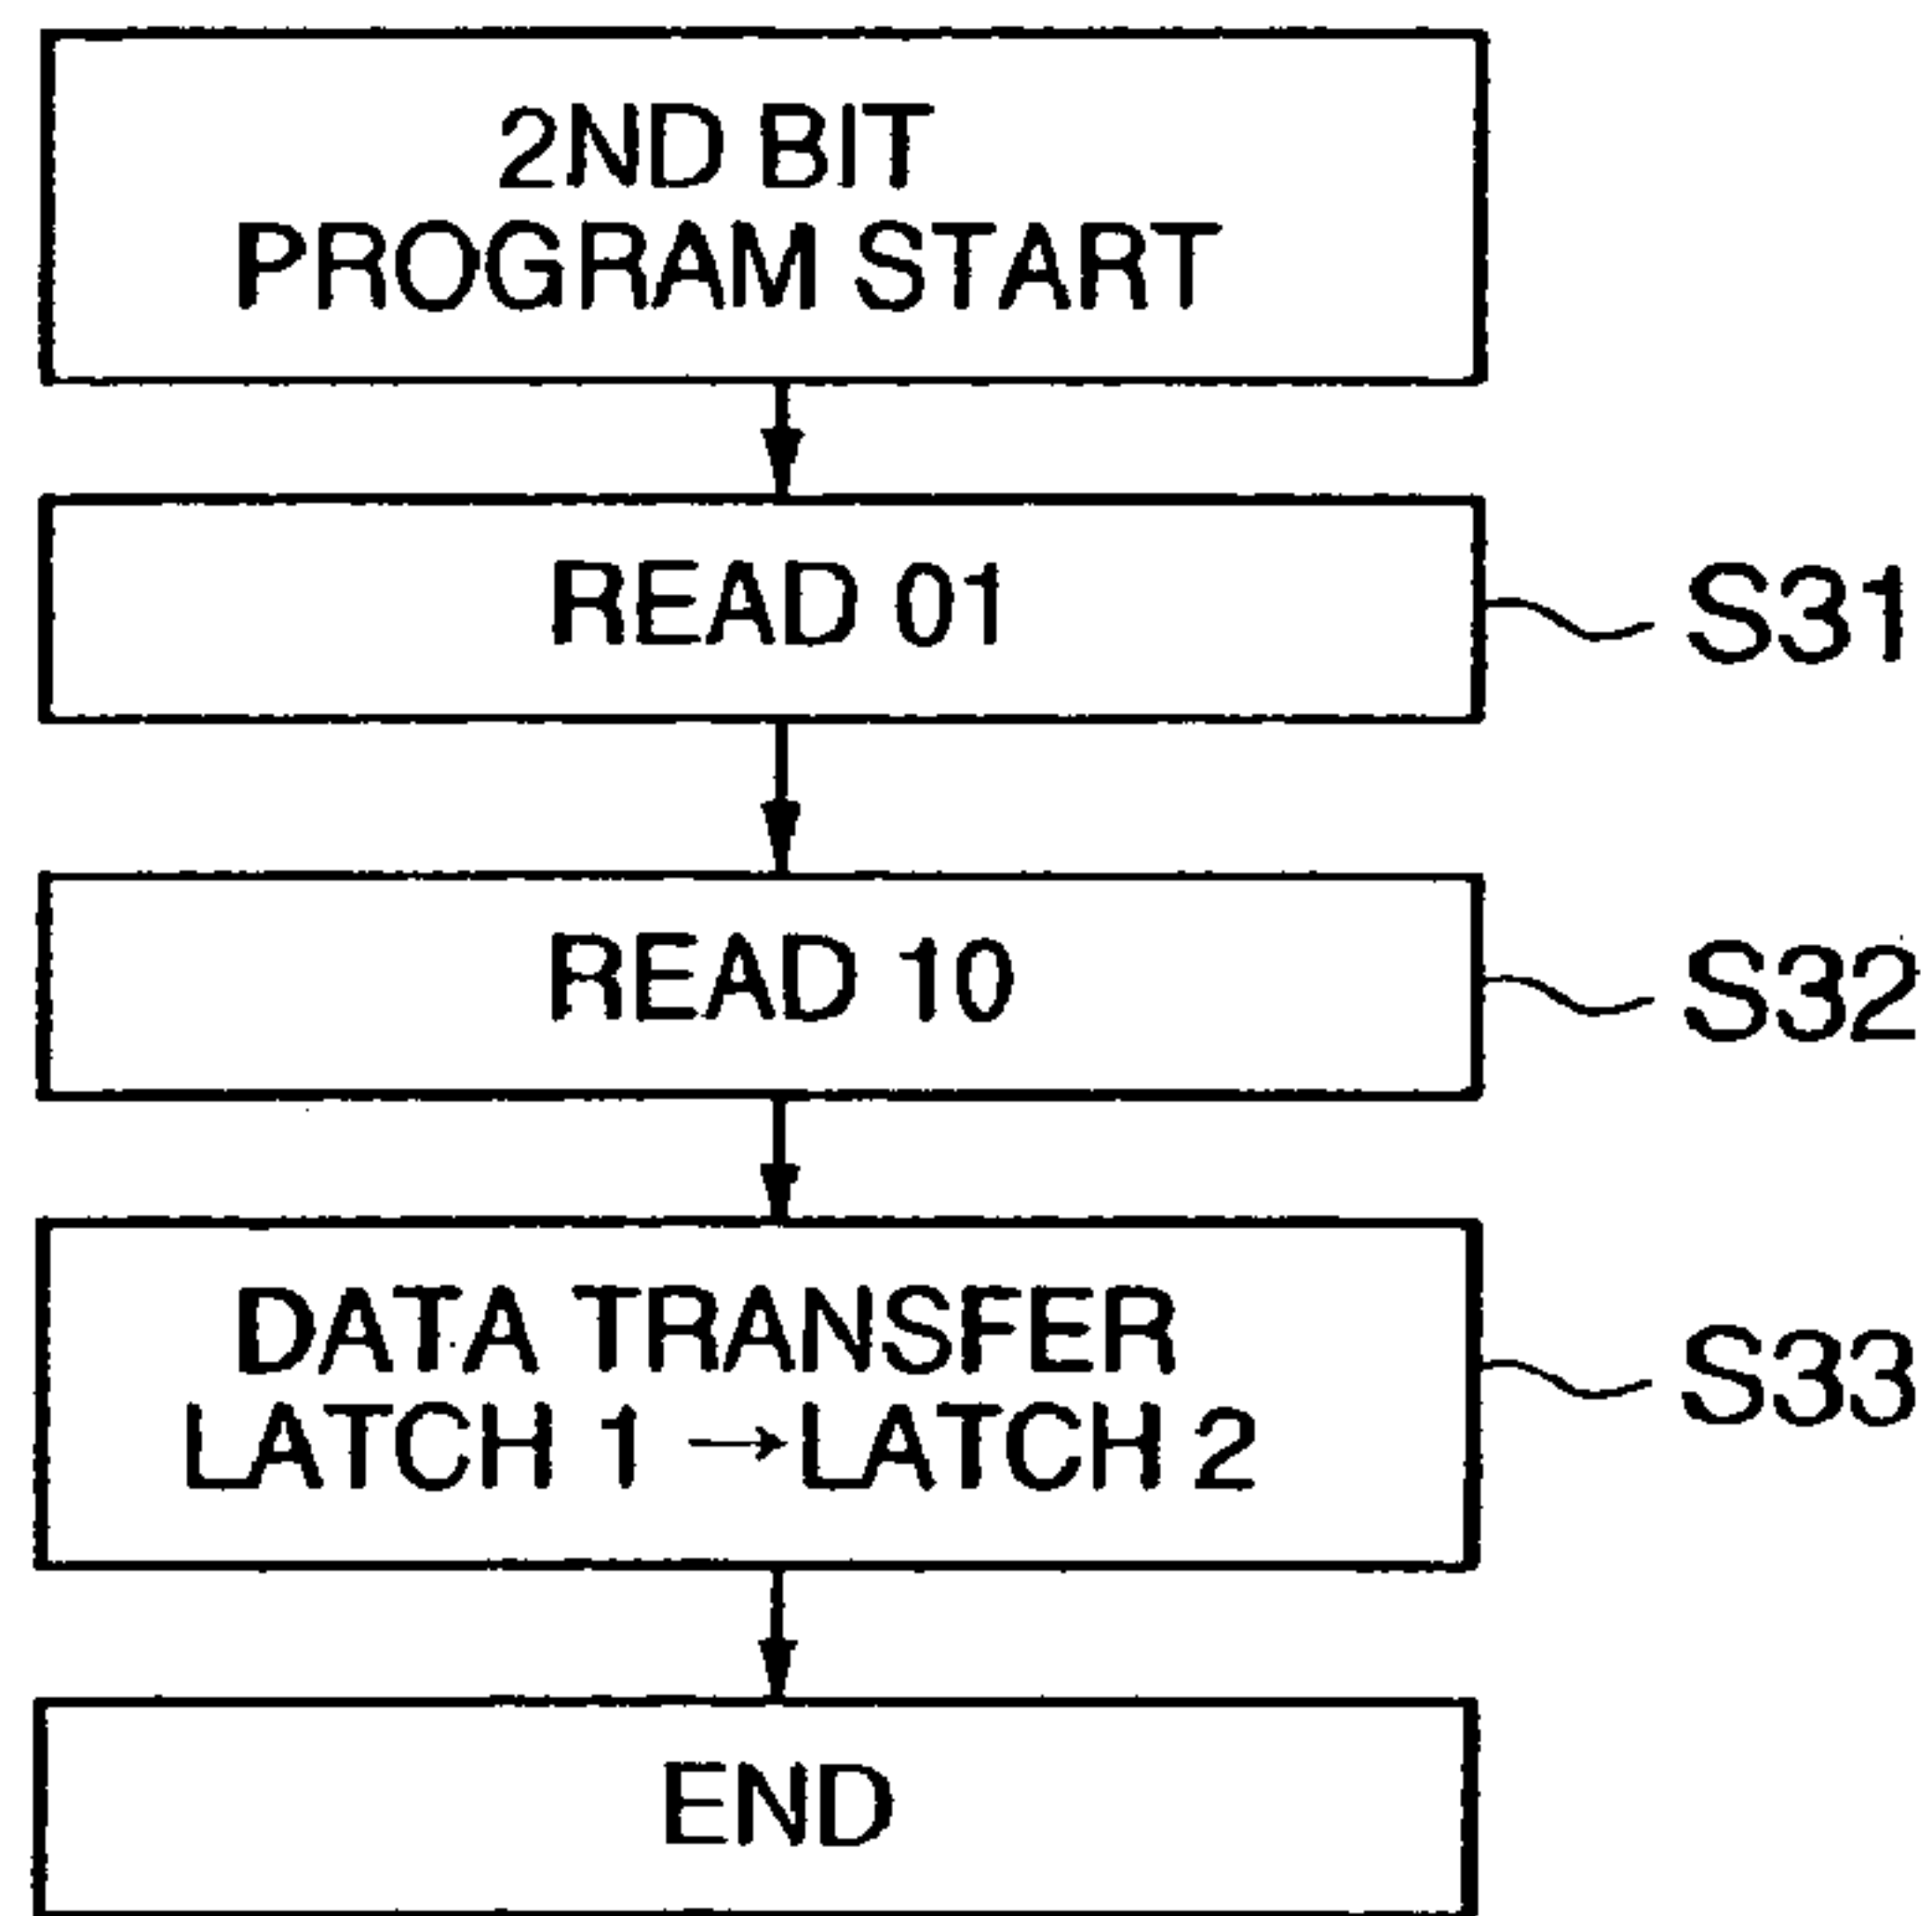 2ND BIT
PROGRAM START
READ 01
S31
READ 10
S32
DATA TRANSFER
LATCH 1 → LATCH 2
S33
END